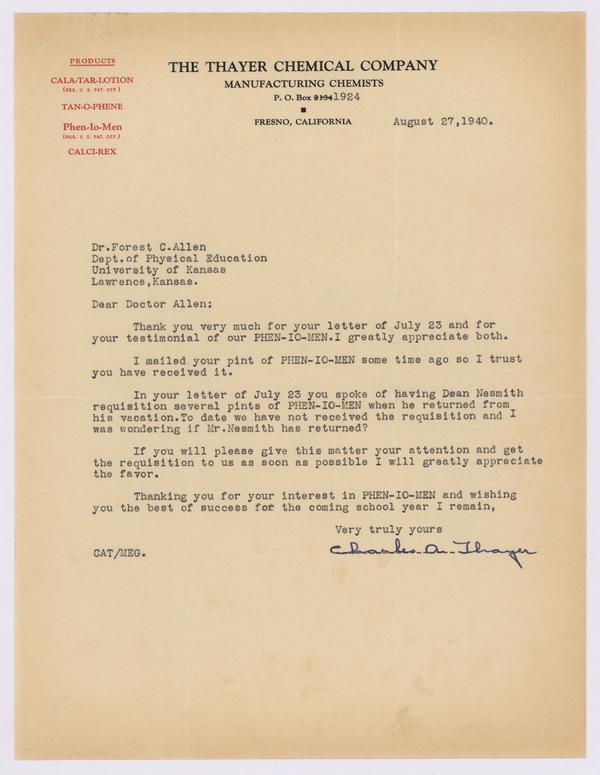 PRODUCTS
CALA-TAR-LOTION
(REG. U. S. PAT. OFF.)
TAN-O-PHENE
Phen-Io-Men
(REG. U. S. PAT. OFF.)
CALCI-REX
THE THAYER CHEMICAL COMPANY
MANUFACTURING CHEMISTS
P. O. Box 2134 1924
FRESNO, CALIFORNIA
August 27,1940.
Dr.Forest C.Allen
Dept.of Physical Education
University of Kansas
Lawrence,Kansas.
Dear Doctor Allen:
Thank you very much for your letter of July 23 and for
your testimonial of our PHEN-IO-MEN.I greatly appreciate both.
I mailed your pint of PHEN-IO-MEN some time ago so I trust
you have received it.
In your letter of July 23 you spoke of having Dean Nesmith
requisition several pints of PHEN-IO-MEN when he returned from
his vacation.To date we have not received the requisition and I
was wondering if Mr.Nesmith has returned?
If you will please give this matter your attention and get
the requisition to us as soon as possible I will greatly appreciate
the favor.
Thanking you for your interest in PHEN-IO-MEN and wishing
you the best of success for the coming school year I remain,
Very truly yours
CAT/MEG.
Charles A. Thayer